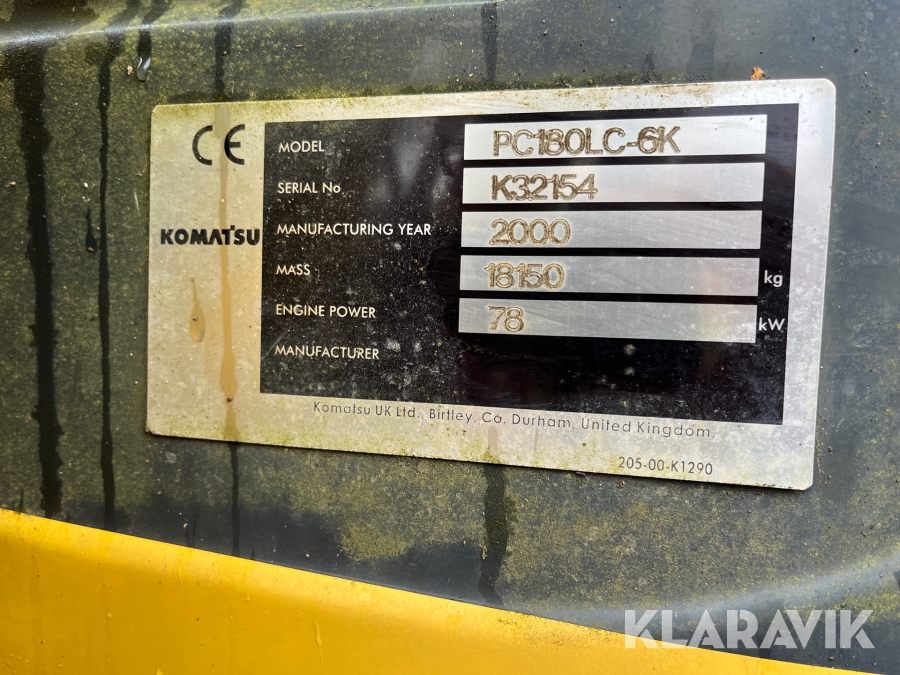 CE
KOMATSU
MODEL PC180LC-6K
SERIAL No K32154
MANUFACTURING YEAR 2000
MASS 18150 kg
ENGINE POWER 78 kW
MANUFACTURER
Komatsu UK Ltd., Birtley, Co. Durham, United Kingdom.
205-00-K1290
KLARAVIK